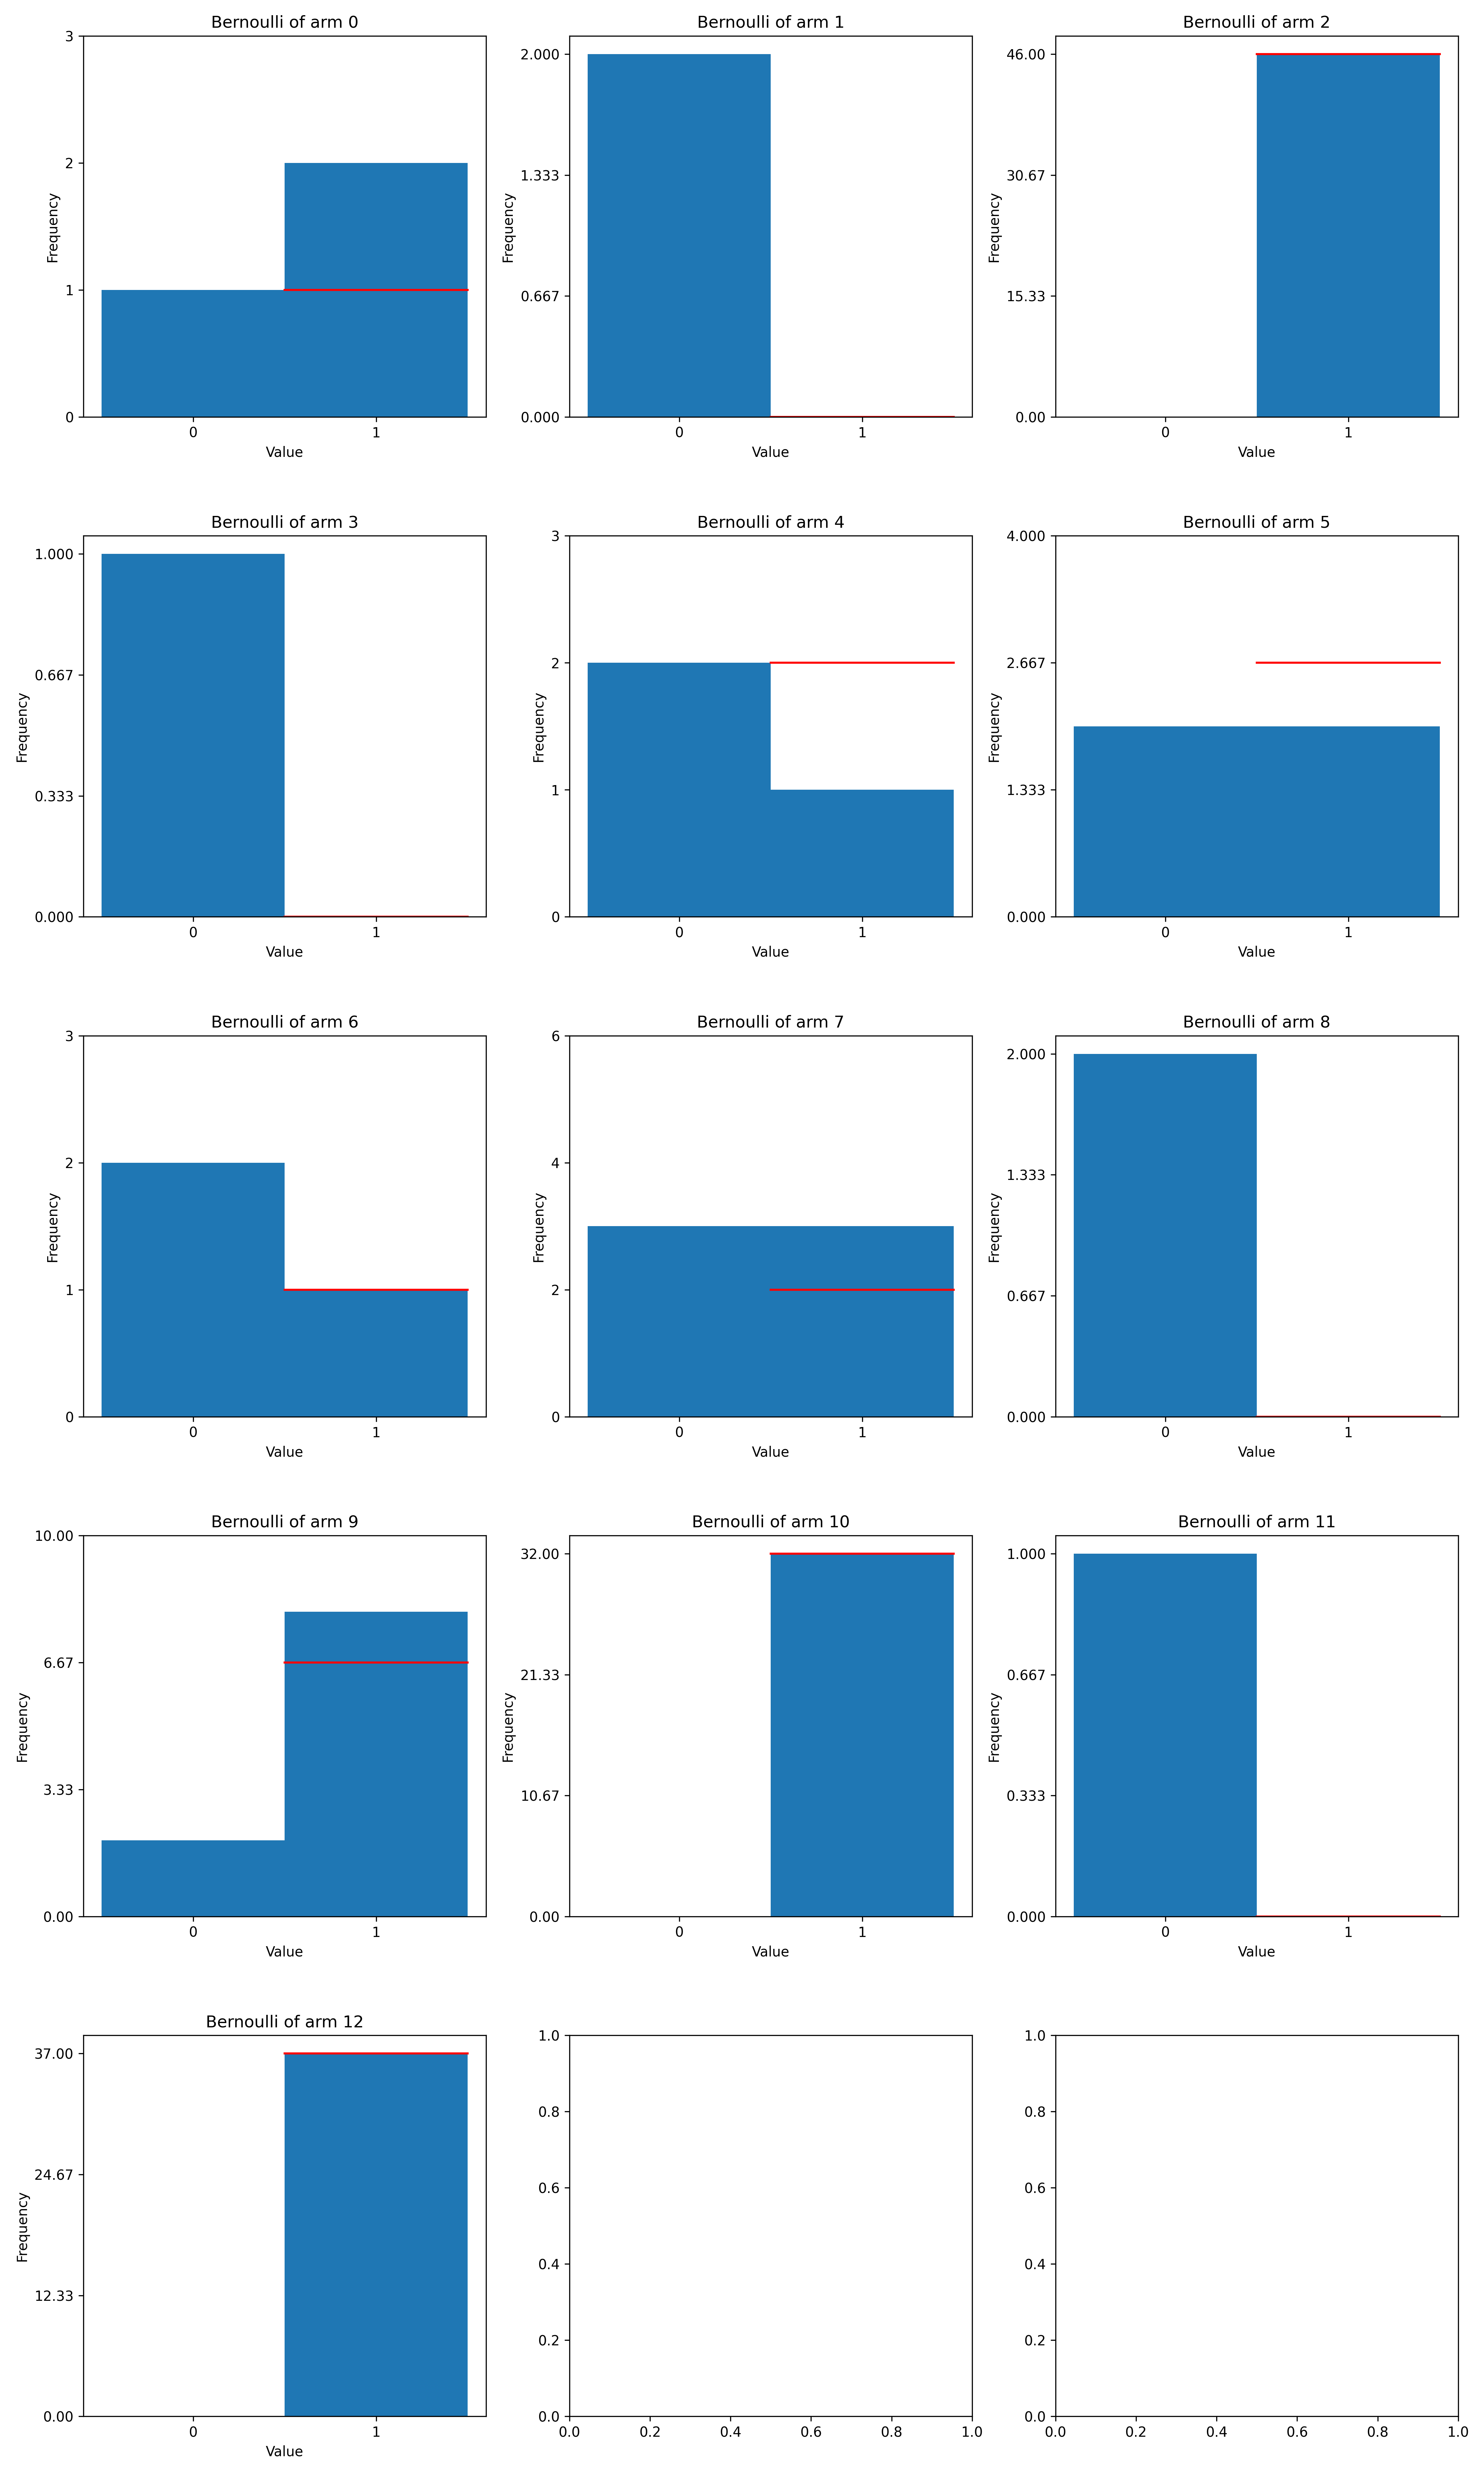 Bernoulli of arm 0
3
2
1
0
Frequency
0 1
Value
Bernoulli of arm 1
2.000
1.333
0.667
0.000
Frequency
0 1
Value
Bernoulli of arm 2
46.00
30.67
15.33
0.00
Frequency
0 1
Value
Bernoulli of arm 3
1.000
0.667
0.333
0.000
Frequency
0 1
Value
Bernoulli of arm 4
3
2
1
0
Frequency
0 1
Value
Bernoulli of arm 5
4.000
2.667
1.333
0.000
Frequency
0 1
Value
Bernoulli of arm 6
3
2
1
0
Frequency
0 1
Value
Bernoulli of arm 7
6
4
2
0
Frequency
0 1
Value
Bernoulli of arm 8
2.000
1.333
0.667
0.000
Frequency
0 1
Value
Bernoulli of arm 9
10.00
6.67
3.33
0.00
Frequency
0 1
Value
Bernoulli of arm 10
32.00
21.33
10.67
0.00
Frequency
0 1
Value
Bernoulli of arm 11
1.000
0.667
0.333
0.000
Frequency
0 1
Value
Bernoulli of arm 12
37.00
24.67
12.33
0.00
Frequency
0 1
Value
1.0
0.8
0.6
0.4
0.2
0.0
0.0 0.2 0.4 0.6 0.8 1.0
1.0
0.8
0.6
0.4
0.2
0.0
0.0 0.2 0.4 0.6 0.8 1.0